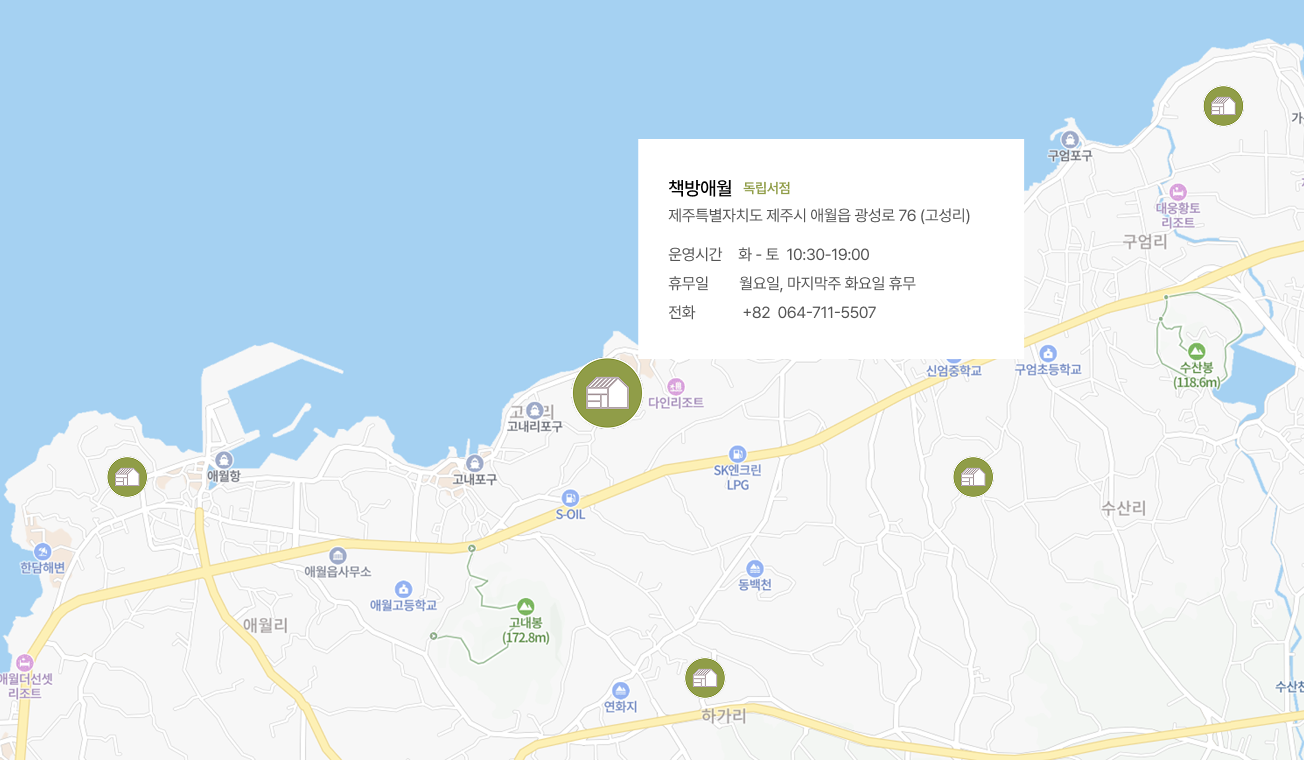 구엄포구
대웅황토
리조트
구엄리
책방애월 독립서점
제주특별자치도 제주시 애월읍 광성로 76 (고성리)
운영시간 화 - 토 10:30-19:00
휴무일 월요일, 마지막주 화요일 휴무
전화 +82 064-711-5507
신엄중학교
구엄초등학교
수산봉
(118.6m)
다인리조트
고내리포구
애월항
고내포구
SK엔크린
LPG
S-OIL
수산리
한담해변
애월읍사무소
동백천
애월고등학교
고내봉
(172.8m)
애월리
애월더선셋
리조트
연화지
하가리